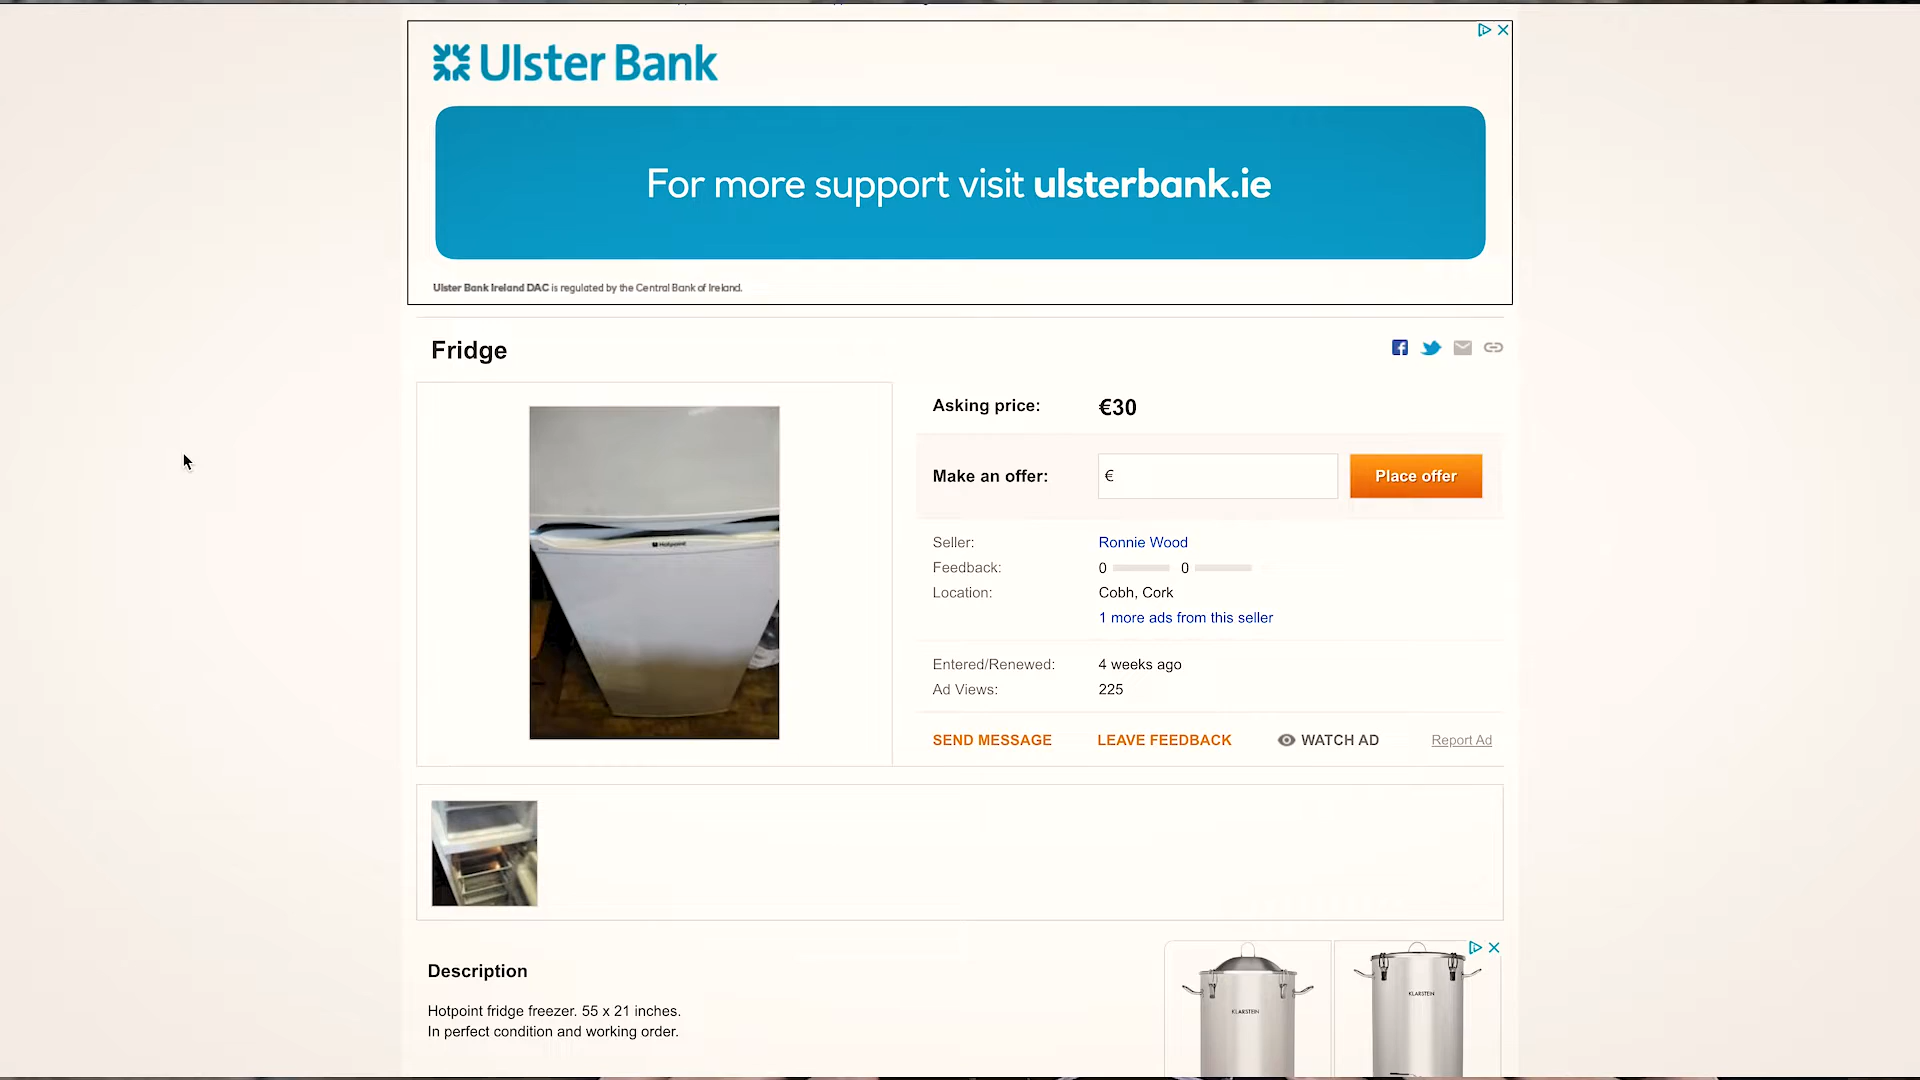 Ulster Bank
For more support visit ulsterbank.ie
Ulster Bank Ireland DAC is regulated by the Central Bank of Ireland.
Fridge
Asking price: €30
Make an offer: € Place offer
Hotpoint
Seller: Ronnie Wood
Feedback: 0 0
Location: Cobh, Cork
1 more ads from this seller
Entered/Renewed: 4 weeks ago
Ad Views: 225
SEND MESSAGE LEAVE FEEDBACK WATCH AD Report Ad
Description
Hotpoint fridge freezer. 55 x 21 inches.
In perfect condition and working order.
KLARSTEIN
KLARSTEIN